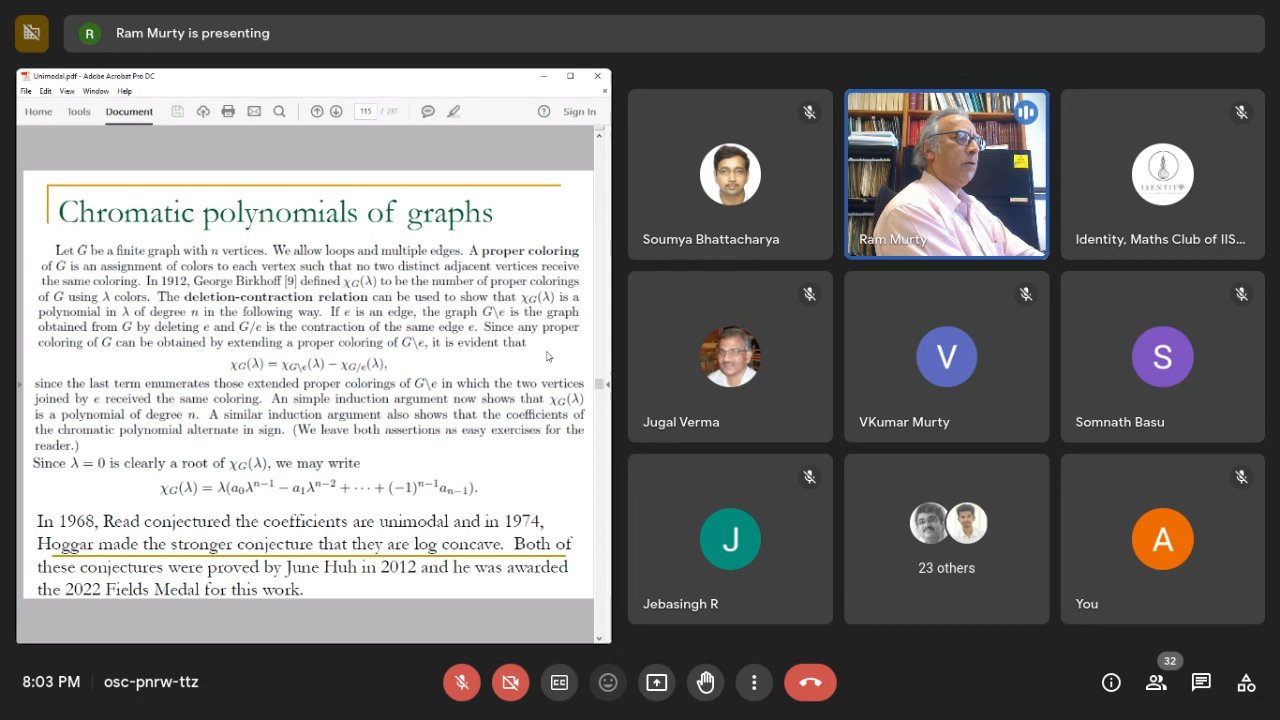 R Ram Murty is presenting
Unimodal.pdf - Adobe Acrobat Pro DC
File Edit View Window Help
Home Tools Document 115 / 231 Sign In
Chromatic polynomials of graphs
Let G be a finite graph with n vertices. We allow loops and multiple edges. A proper coloring
of G is an assignment of colors to each vertex such that no two distinct adjacent vertices receive
the same coloring. In 1912, George Birkhoff [9] defined χG(λ) to be the number of proper colorings
of G using λ colors. The deletion-contraction relation can be used to show that χG(λ) is a
polynomial in λ of degree n in the following way. If e is an edge, the graph G\e is the graph
obtained from G by deleting e and G/e is the contraction of the same edge e. Since any proper
coloring of G can be obtained by extending a proper coloring of G\e, it is evident that
χG(λ) = χG\e(λ) − χG/e(λ),
since the last term enumerates those extended proper colorings of G\e in which the two vertices
joined by e received the same coloring. An simple induction argument now shows that χG(λ)
is a polynomial of degree n. A similar induction argument also shows that the coefficients of
the chromatic polynomial alternate in sign. (We leave both assertions as easy exercises for the
reader.)
Since λ = 0 is clearly a root of χG(λ), we may write
χG(λ) = λ(a0λ^{n−1} − a1λ^{n−2} + · · · + (−1)^{n−1}a_{n−1}).
In 1968, Read conjectured the coefficients are unimodal and in 1974,
Hoggar made the stronger conjecture that they are log concave. Both of
these conjectures were proved by June Huh in 2012 and he was awarded
the 2022 Fields Medal for this work.
Soumya Bhattacharya
Ram Murty
ISENTITY
Identity, Maths Club of IIS...
Jugal Verma
V
VKumar Murty
S
Somnath Basu
J
Jebasingh R
23 others
A
You
8:03 PM osc-pnrw-ttz
CC
32